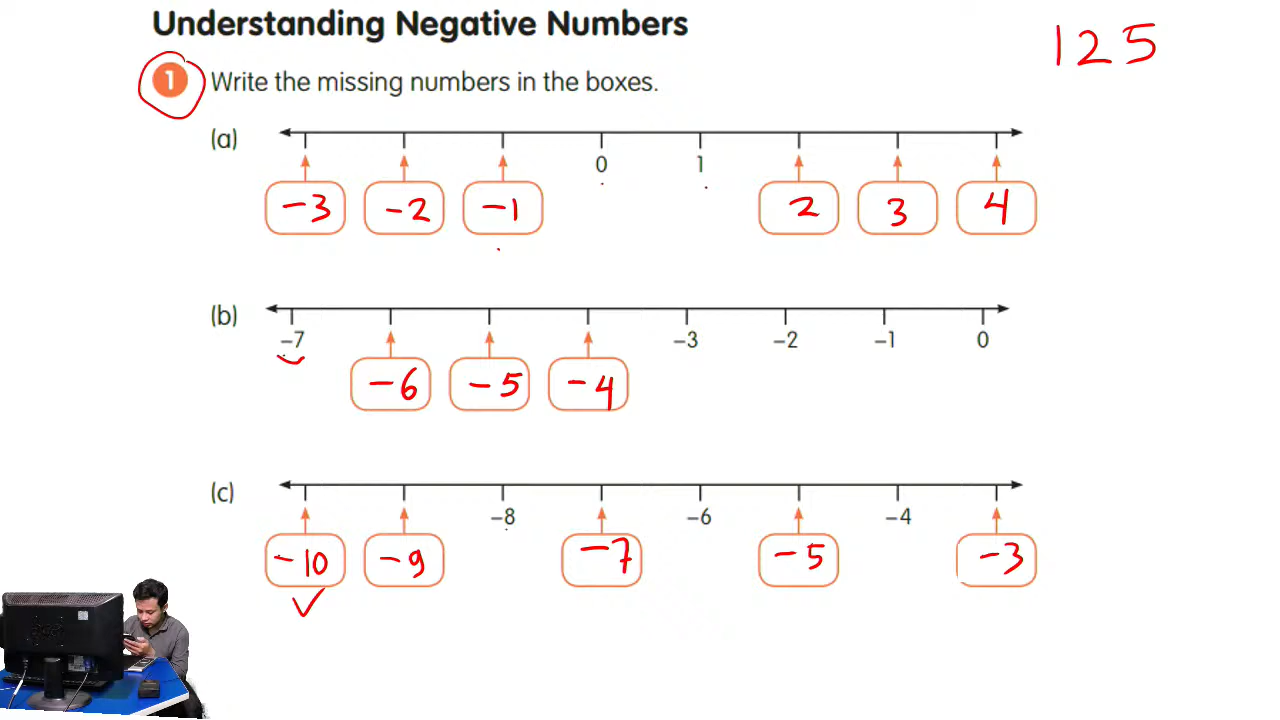 Understanding Negative Numbers
125
1 Write the missing numbers in the boxes.
(a)
0 1
-3 -2 -1 2 3 4
(b)
-7 -3 -2 -1 0
-6 -5 -4
(c)
-8 -6 -4
-10 -9 -7 -5 -3